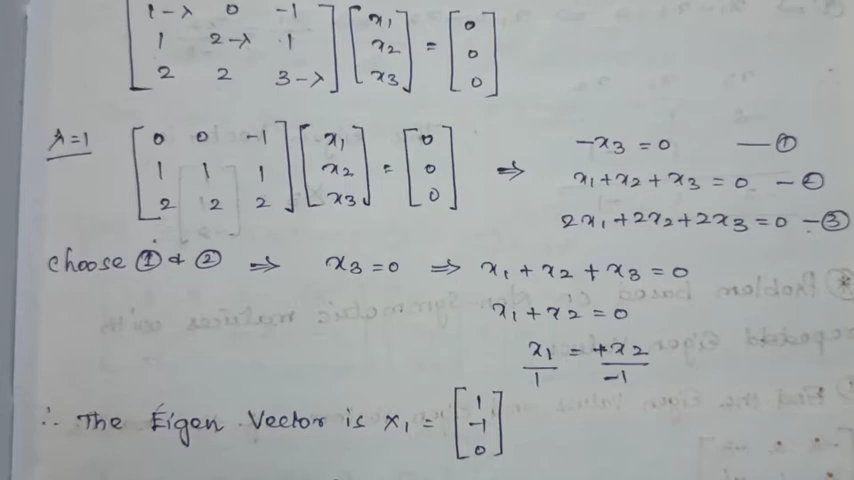 [1-λ 0 -1; 1 2-λ 1; 2 2 3-λ] [x1; x2; x3] = [0; 0; 0]
λ=1 [0 0 -1; 1 1 1; 2 2 2] [x1; x2; x3] = [0; 0; 0] ⇒
-x3 = 0 —①
x1+x2+x3 = 0 —②
2x1+2x2+2x3 = 0 —③
choose ① & ② ⇒ x3 = 0 ⇒ x1+x2+x3 = 0
x1+x2 = 0
x1/1 = +x2/-1
∴ The Eigen Vector is x1 = [1; -1; 0]